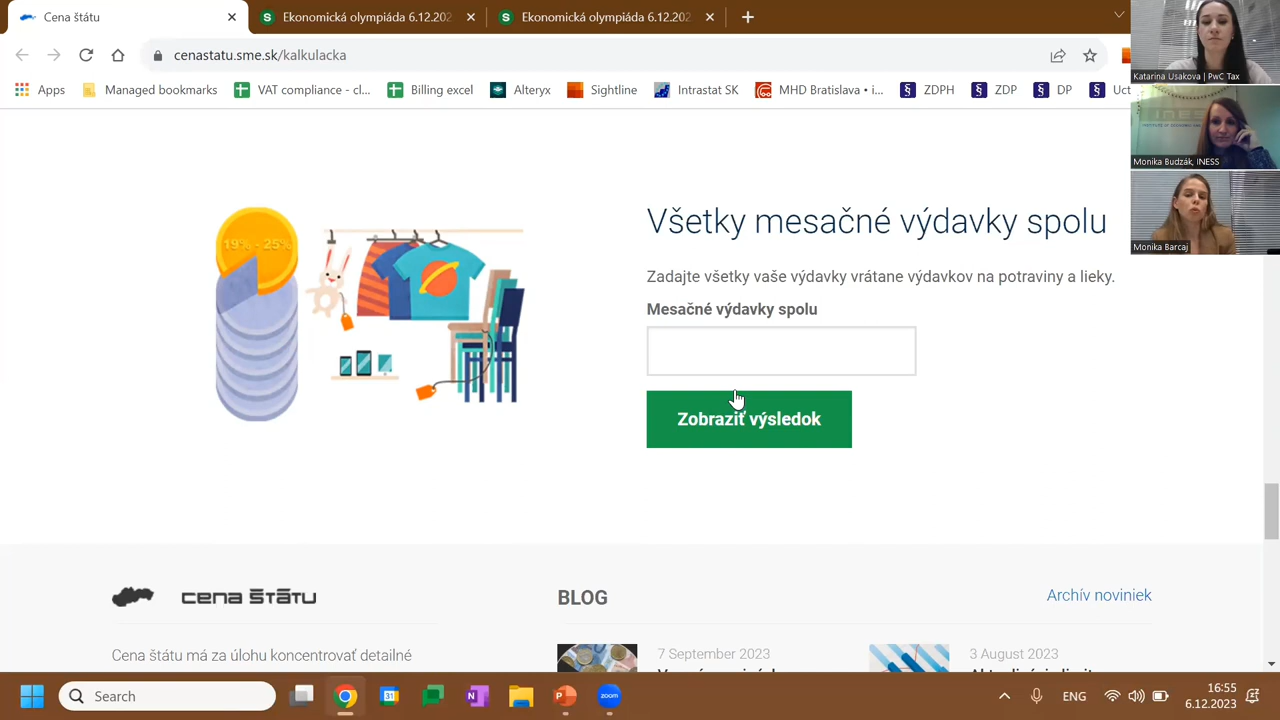 Cena štátu
Ekonomická olympiáda 6.12.202
Ekonomická olympiáda 6.12.202
cenastatu.sme.sk/kalkulacka
Apps
Managed bookmarks
VAT compliance - cl...
Billing excel
Alteryx
Sightline
Intrastat SK
MHD Bratislava • i...
ZDPH
ZDP
DP
Uct
Katarina Usakova | PwC Tax
INESS
Monika Budzák, INESS
Monika Barcaj
19% - 25%
Všetky mesačné výdavky spolu
Zadajte všetky vaše výdavky vrátane výdavkov na potraviny a lieky.
Mesačné výdavky spolu
Zobraziť výsledok
cena štátu
BLOG
Archív noviniek
Cena štátu má za úlohu koncentrovať detailné
7 September 2023
3 August 2023
Search
ENG
16:55
6.12.2023